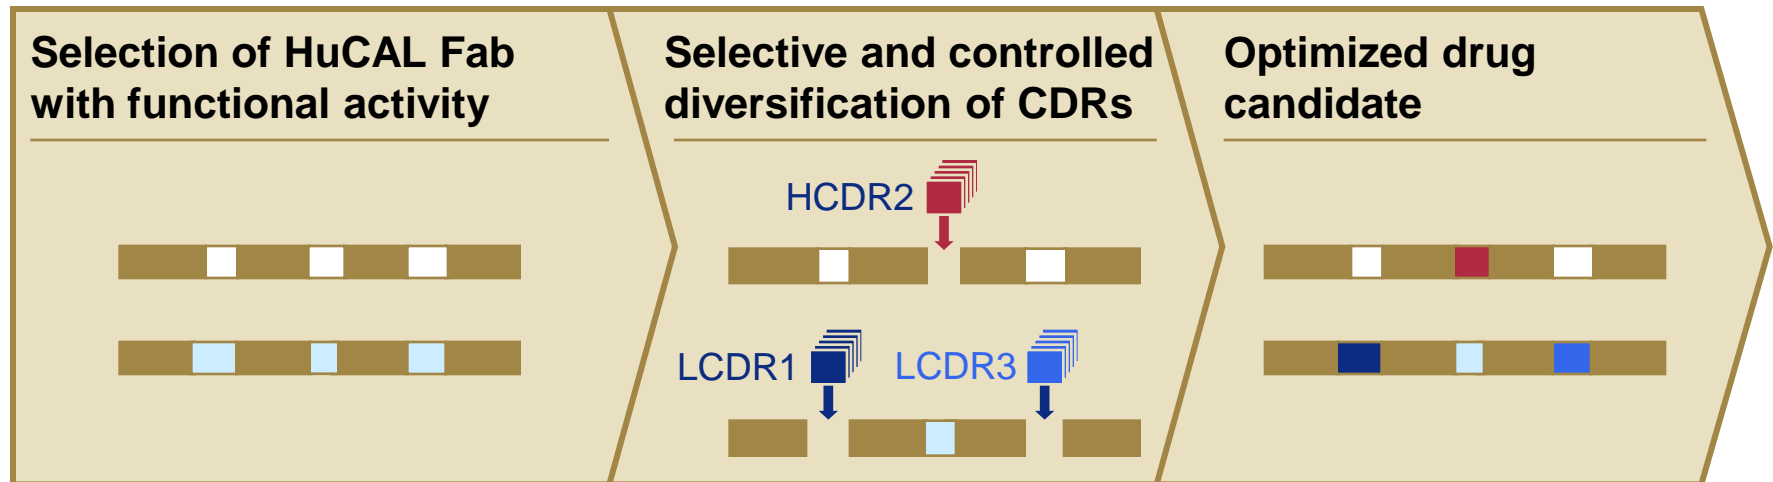 Selection of HuCAL Fab
with functional activity
Selective and controlled
diversification of CDRs
Optimized drug
candidate
HCDR2
LCDR1
LCDR3